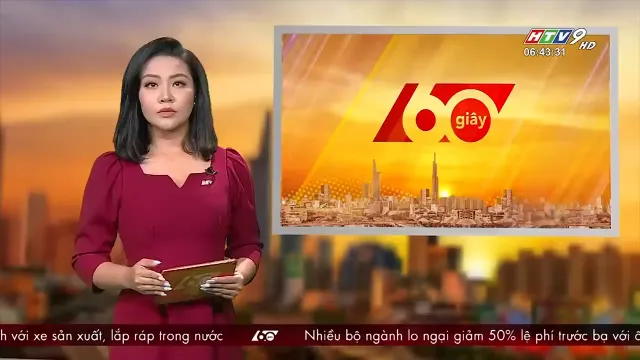 HTV9 HD
06:43:31
60
giây
h với xe sản xuất, lắp ráp trong nước 60 Nhiều bộ ngành lo ngại giảm 50% lệ phí trước bạ với